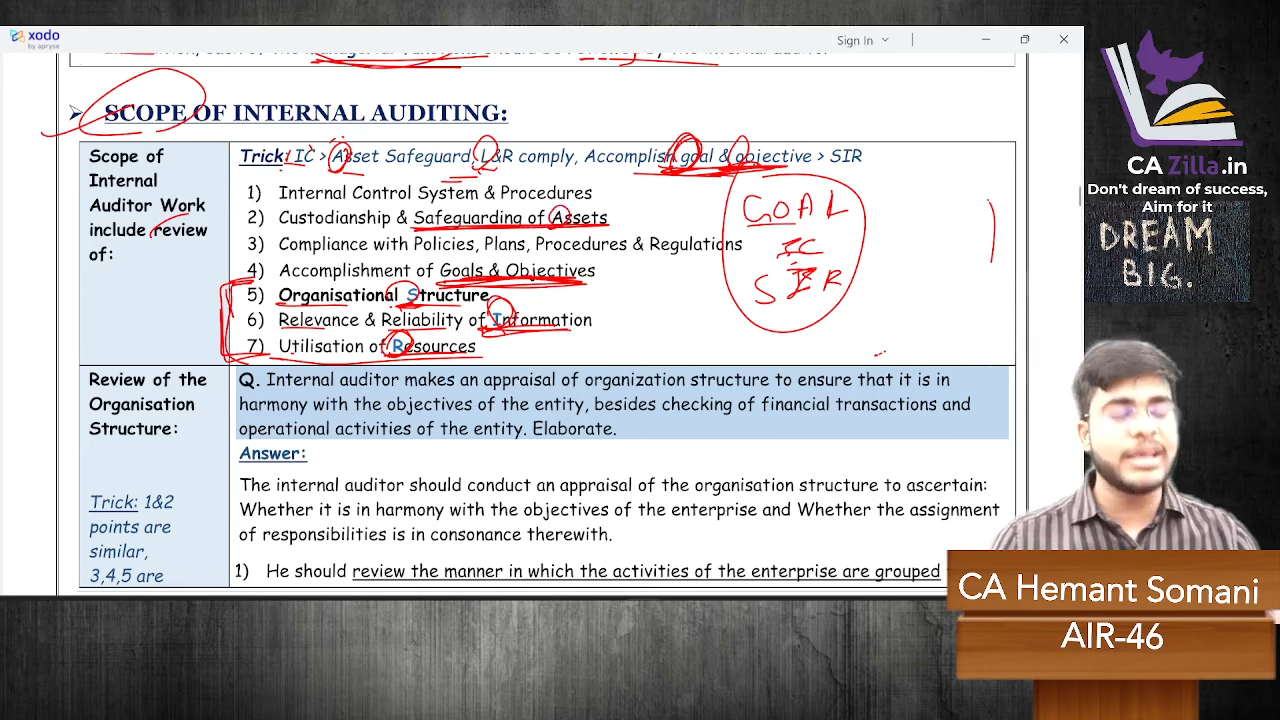 xodo
by apryse
Sign In
SCOPE OF INTERNAL AUDITING:
Scope of
Internal
Auditor Work
include review
of:
Trick: IC > Asset Safeguard, L&R comply, Accomplish goal & objective > SIR
1) Internal Control System & Procedures
2) Custodianship & Safeguarding of Assets
3) Compliance with Policies, Plans, Procedures & Regulations
4) Accomplishment of Goals & Objectives
5) Organisational Structure
6) Relevance & Reliability of Information
7) Utilisation of Resources
GOAL
IC
SIR
Review of the
Organisation
Structure:
Trick: 1&2
points are
similar,
3,4,5 are
Q. Internal auditor makes an appraisal of organization structure to ensure that it is in
harmony with the objectives of the entity, besides checking of financial transactions and
operational activities of the entity. Elaborate.
Answer:
The internal auditor should conduct an appraisal of the organisation structure to ascertain:
Whether it is in harmony with the objectives of the enterprise and Whether the assignment
of responsibilities is in consonance therewith.
1) He should review the manner in which the activities of the enterprise are grouped
CA Zilla.in
Don't dream of success,
Aim for it
DREAM
BIG.
CA Hemant Somani
AIR-46